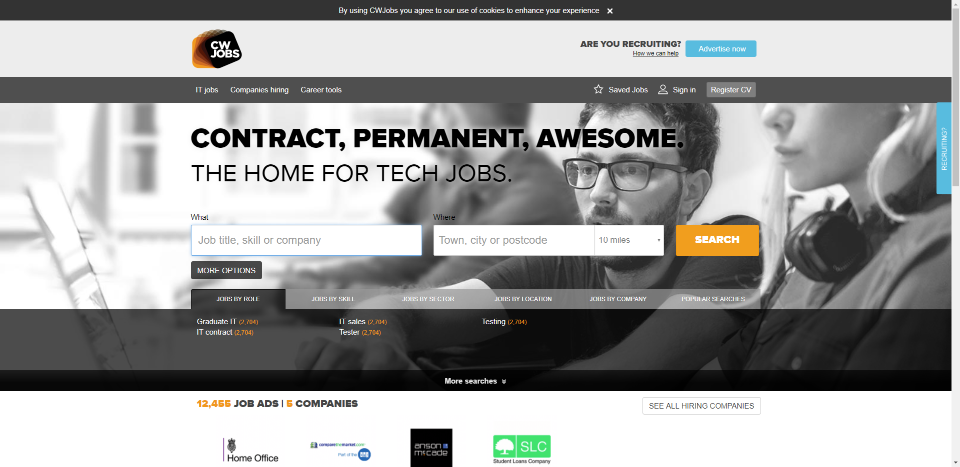 By using CWJobs you agree to our use of cookies to enhance your experience ×
CW
JOBS
ARE YOU RECRUITING?
How we can help
Advertise now
IT jobs Companies hiring Career tools Saved Jobs Sign in Register CV
RECRUITING?
CONTRACT, PERMANENT, AWESOME.
THE HOME FOR TECH JOBS.
What Where
Job title, skill or company Town, city or postcode 10 miles SEARCH
MORE OPTIONS
JOBS BY ROLE JOBS BY SKILL JOBS BY SECTOR JOBS BY LOCATION JOBS BY COMPANY POPULAR SEARCHES
Graduate IT (2,784) IT sales (2,784) Testing (2,784)
IT contract (2,784) Tester (2,784)
More searches
12,455 JOB ADS | 5 COMPANIES SEE ALL HIRING COMPANIES
Home Office
comparethemarket.com
Part of the BGL
anson
mccade
SLC
Student Loans Company